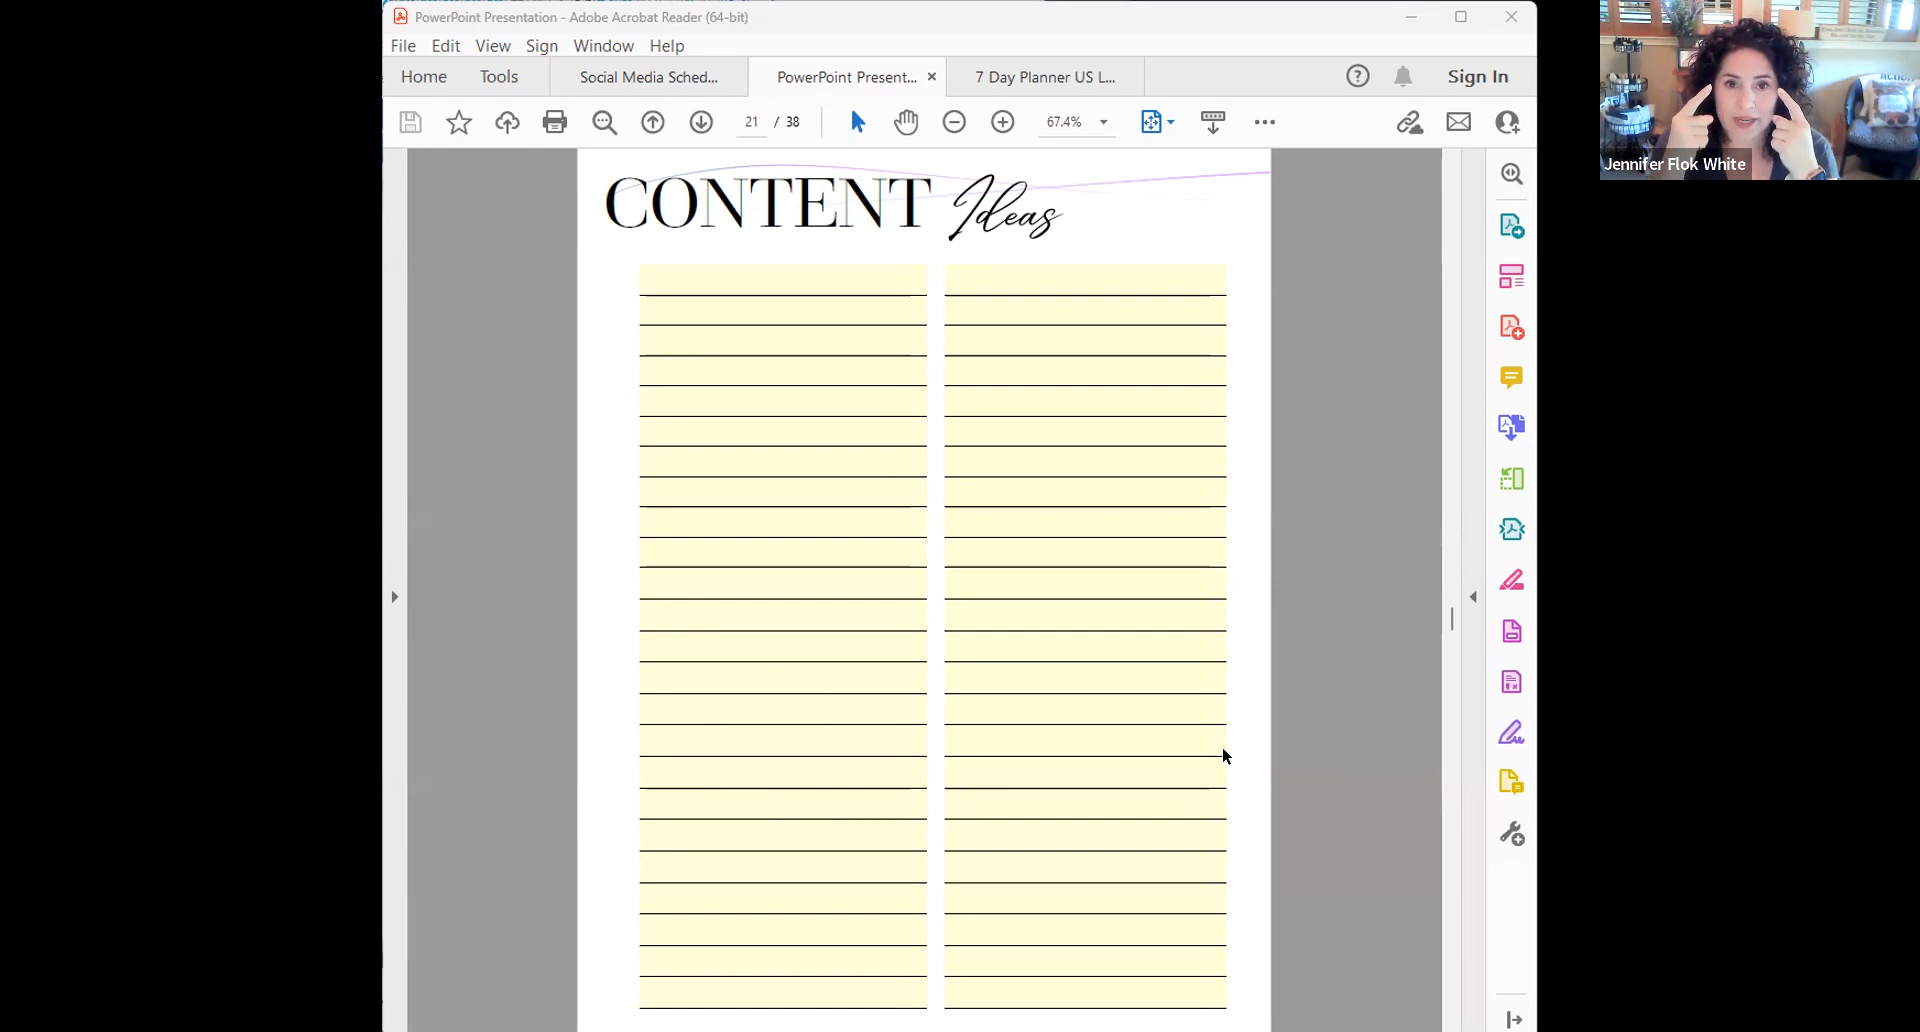 PowerPoint Presentation - Adobe Acrobat Reader (64-bit)
File Edit View Sign Window Help
Home Tools Social Media Sched... PowerPoint Present... × 7 Day Planner US L... Sign In
21 / 38 67.4%
CONTENT Ideas
Jennifer Flok White